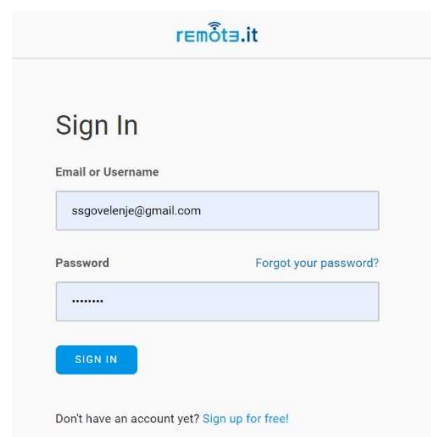 remot3.it
Sign In
Email or Username
ssgovelenje@gmail.com
Password Forgot your password?
••••••••
SIGN IN
Don't have an account yet? Sign up for free!